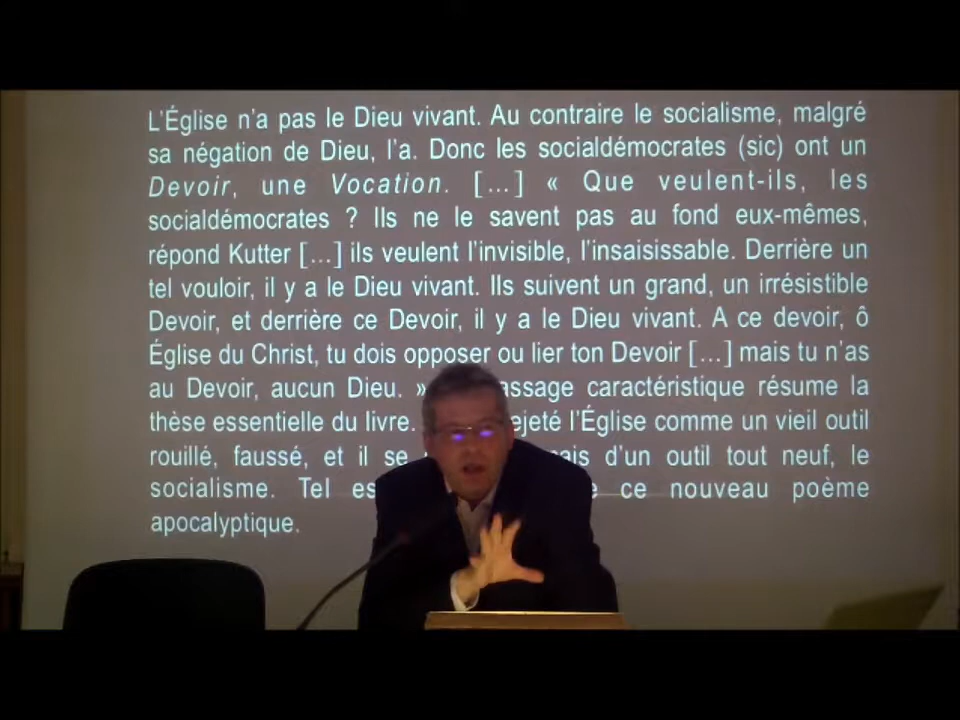 L'Église n'a pas le Dieu vivant. Au contraire le socialisme, malgré
sa négation de Dieu, l'a. Donc les socialdémocrates (sic) ont un
Devoir, une Vocation. [...] « Que veulent-ils, les
socialdémocrates ? Ils ne le savent pas au fond eux-mêmes,
répond Kutter [...] ils veulent l'invisible, l'insaisissable. Derrière un
tel vouloir, il y a le Dieu vivant. Ils suivent un grand, un irrésistible
Devoir, et derrière ce Devoir, il y a le Dieu vivant. A ce devoir, ô
Église du Christ, tu dois opposer ou lier ton Devoir [...] mais tu n'as
au Devoir, aucun Dieu. » passage caractéristique résume la
thèse essentielle du livre. l'Église comme un vieil outil
rouillé, faussé, et il se d'un outil tout neuf, le
socialisme. Tel ce nouveau poème
apocalyptique.